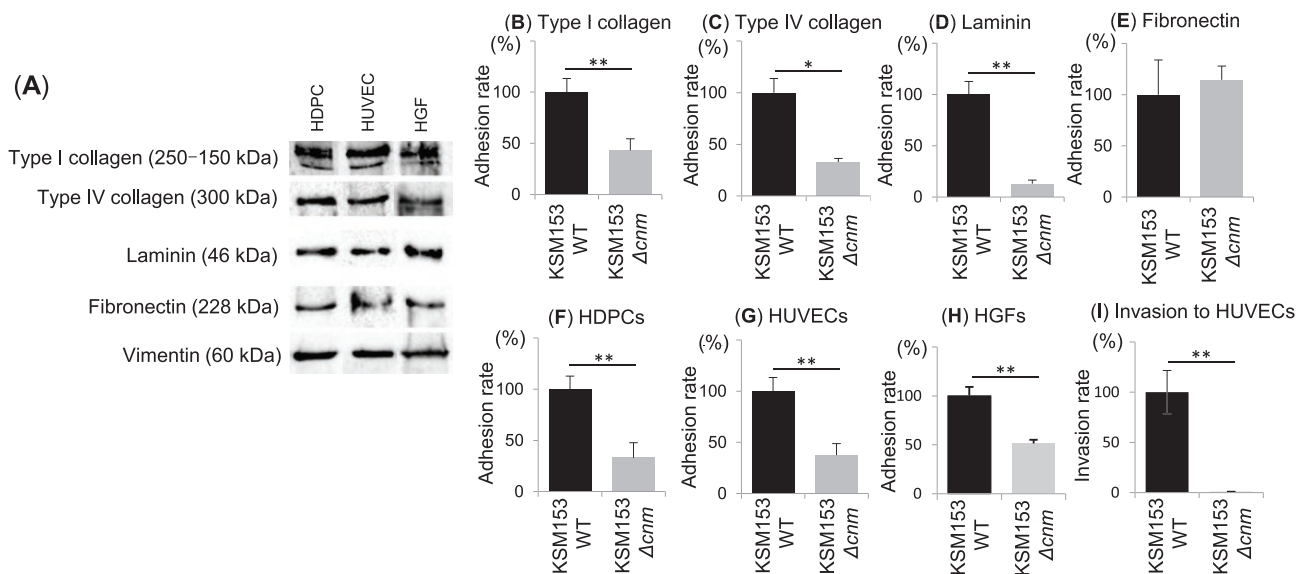 (A)
HDPC
HUVEC
HGF
Type I collagen (250−150 kDa)
Type IV collagen (300 kDa)
Laminin (46 kDa)
Fibronectin (228 kDa)
Vimentin (60 kDa)
(B) Type I collagen
(%)
Adhesion rate
100
50
0
**
KSM153
WT
KSM153
Δcnm
(C) Type IV collagen
(%)
Adhesion rate
100
50
0
*
KSM153
WT
KSM153
Δcnm
(D) Laminin
(%)
Adhesion rate
100
50
0
**
KSM153
WT
KSM153
Δcnm
(E) Fibronectin
(%)
Adhesion rate
100
50
0
KSM153
WT
KSM153
Δcnm
(F) HDPCs
(%)
Adhesion rate
100
50
0
**
KSM153
WT
KSM153
Δcnm
(G) HUVECs
(%)
Adhesion rate
100
50
0
**
KSM153
WT
KSM153
Δcnm
(H) HGFs
(%)
Adhesion rate
100
50
0
**
KSM153
WT
KSM153
Δcnm
(I) Invasion to HUVECs
(%)
Invasion rate
100
50
0
**
KSM153
WT
KSM153
Δcnm